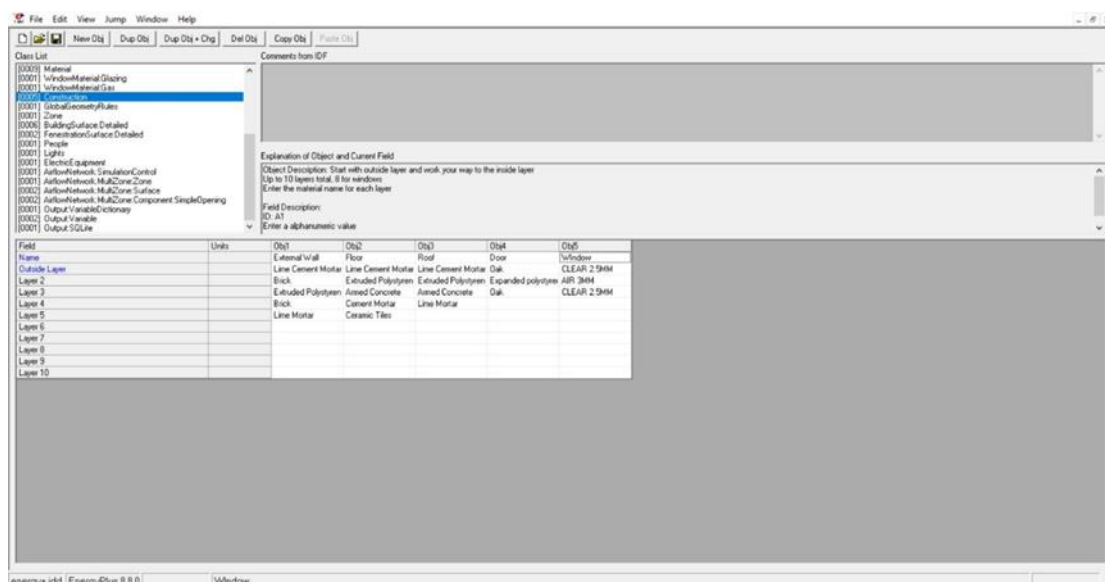 File Edit View Jump Window Help
New Obj Dup Obj Dup Obj + Chg Del Obj Copy Obj Paste Obj
Class List
[0009] Material
[0001] WindowMaterial:Glazing
[0001] WindowMaterial:Gas
[0005] Construction
[0001] GlobalGeometryRules
[0001] Zone
[0006] BuildingSurface:Detailed
[0002] FenestrationSurface:Detailed
[0001] People
[0001] Lights
[0001] ElectricEquipment
[0001] AirflowNetwork:SimulationControl
[0001] AirflowNetwork:MultiZone:Zone
[0002] AirflowNetwork:MultiZone:Surface
[0002] AirflowNetwork:MultiZone:Component:SimpleOpening
[0001] Output:VariableDictionary
[0002] Output:Variable
[0001] Output:SQLite
Comments from IDF
Explanation of Object and Current Field
Object Description: Start with outside layer and work your way to the inside layer
Up to 10 layers total, 8 for windows
Enter the material name for each layer
Field Description:
ID: A1
Enter a alphanumeric value
Field Units Obj1 Obj2 Obj3 Obj4 Obj5
Name External Wall Floor Roof Door Window
Outside Layer Lime Cement Mortar Lime Cement Mortar Lime Cement Mortar Oak CLEAR 2.5MM
Layer 2 Brick Extruded Polystyren Extruded Polystyren Expanded polystyren AIR 3MM
Layer 3 Extruded Polystyren Armed Concrete Armed Concrete Oak CLEAR 2.5MM
Layer 4 Brick Cement Mortar Lime Mortar
Layer 5 Lime Mortar Ceramic Tiles
Layer 6
Layer 7
Layer 8
Layer 9
Layer 10
energy+.idd EnergyPlus 8.8.0 Window